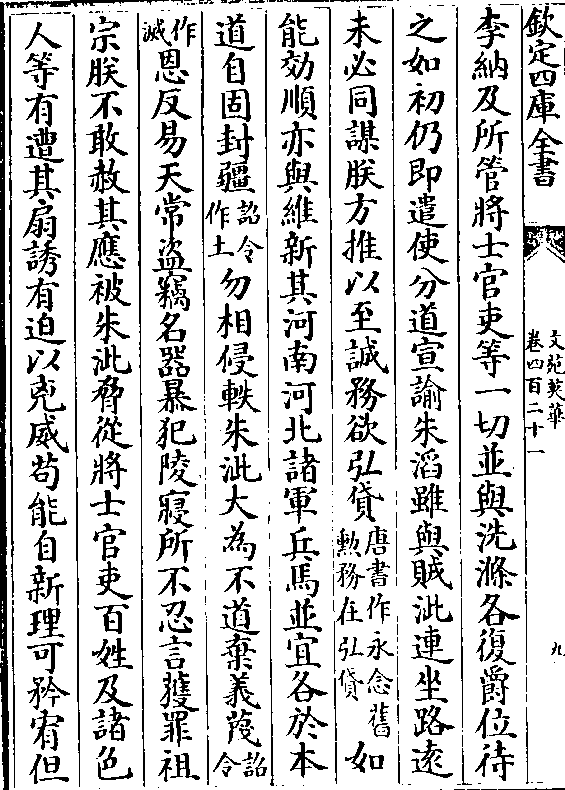 欽定四庫全書
文苑英華
卷四百二十一
九
李納及所管將士官吏等一切並與洗滌各復爵位待
之如初仍即遣使分道宣諭朱滔雖與賊泚連坐路遠
未必同謀朕方推以至誠務欲弘貸唐書作永念舊勲務在弘貸如
能効順亦與維新其河南河北諸軍兵馬並宜各於本
道自固封疆詔令作土勿相侵軼朱泚大為不道棄義蔑詔令
作滅恩反易天常盜竊名器暴犯陵寢所不忍言獲罪祖
宗朕不敢赦其應被朱泚脅從將士官吏百姓及諸色
人等有遭其扇誘有迫以兇威苟能自新理可矜宥但